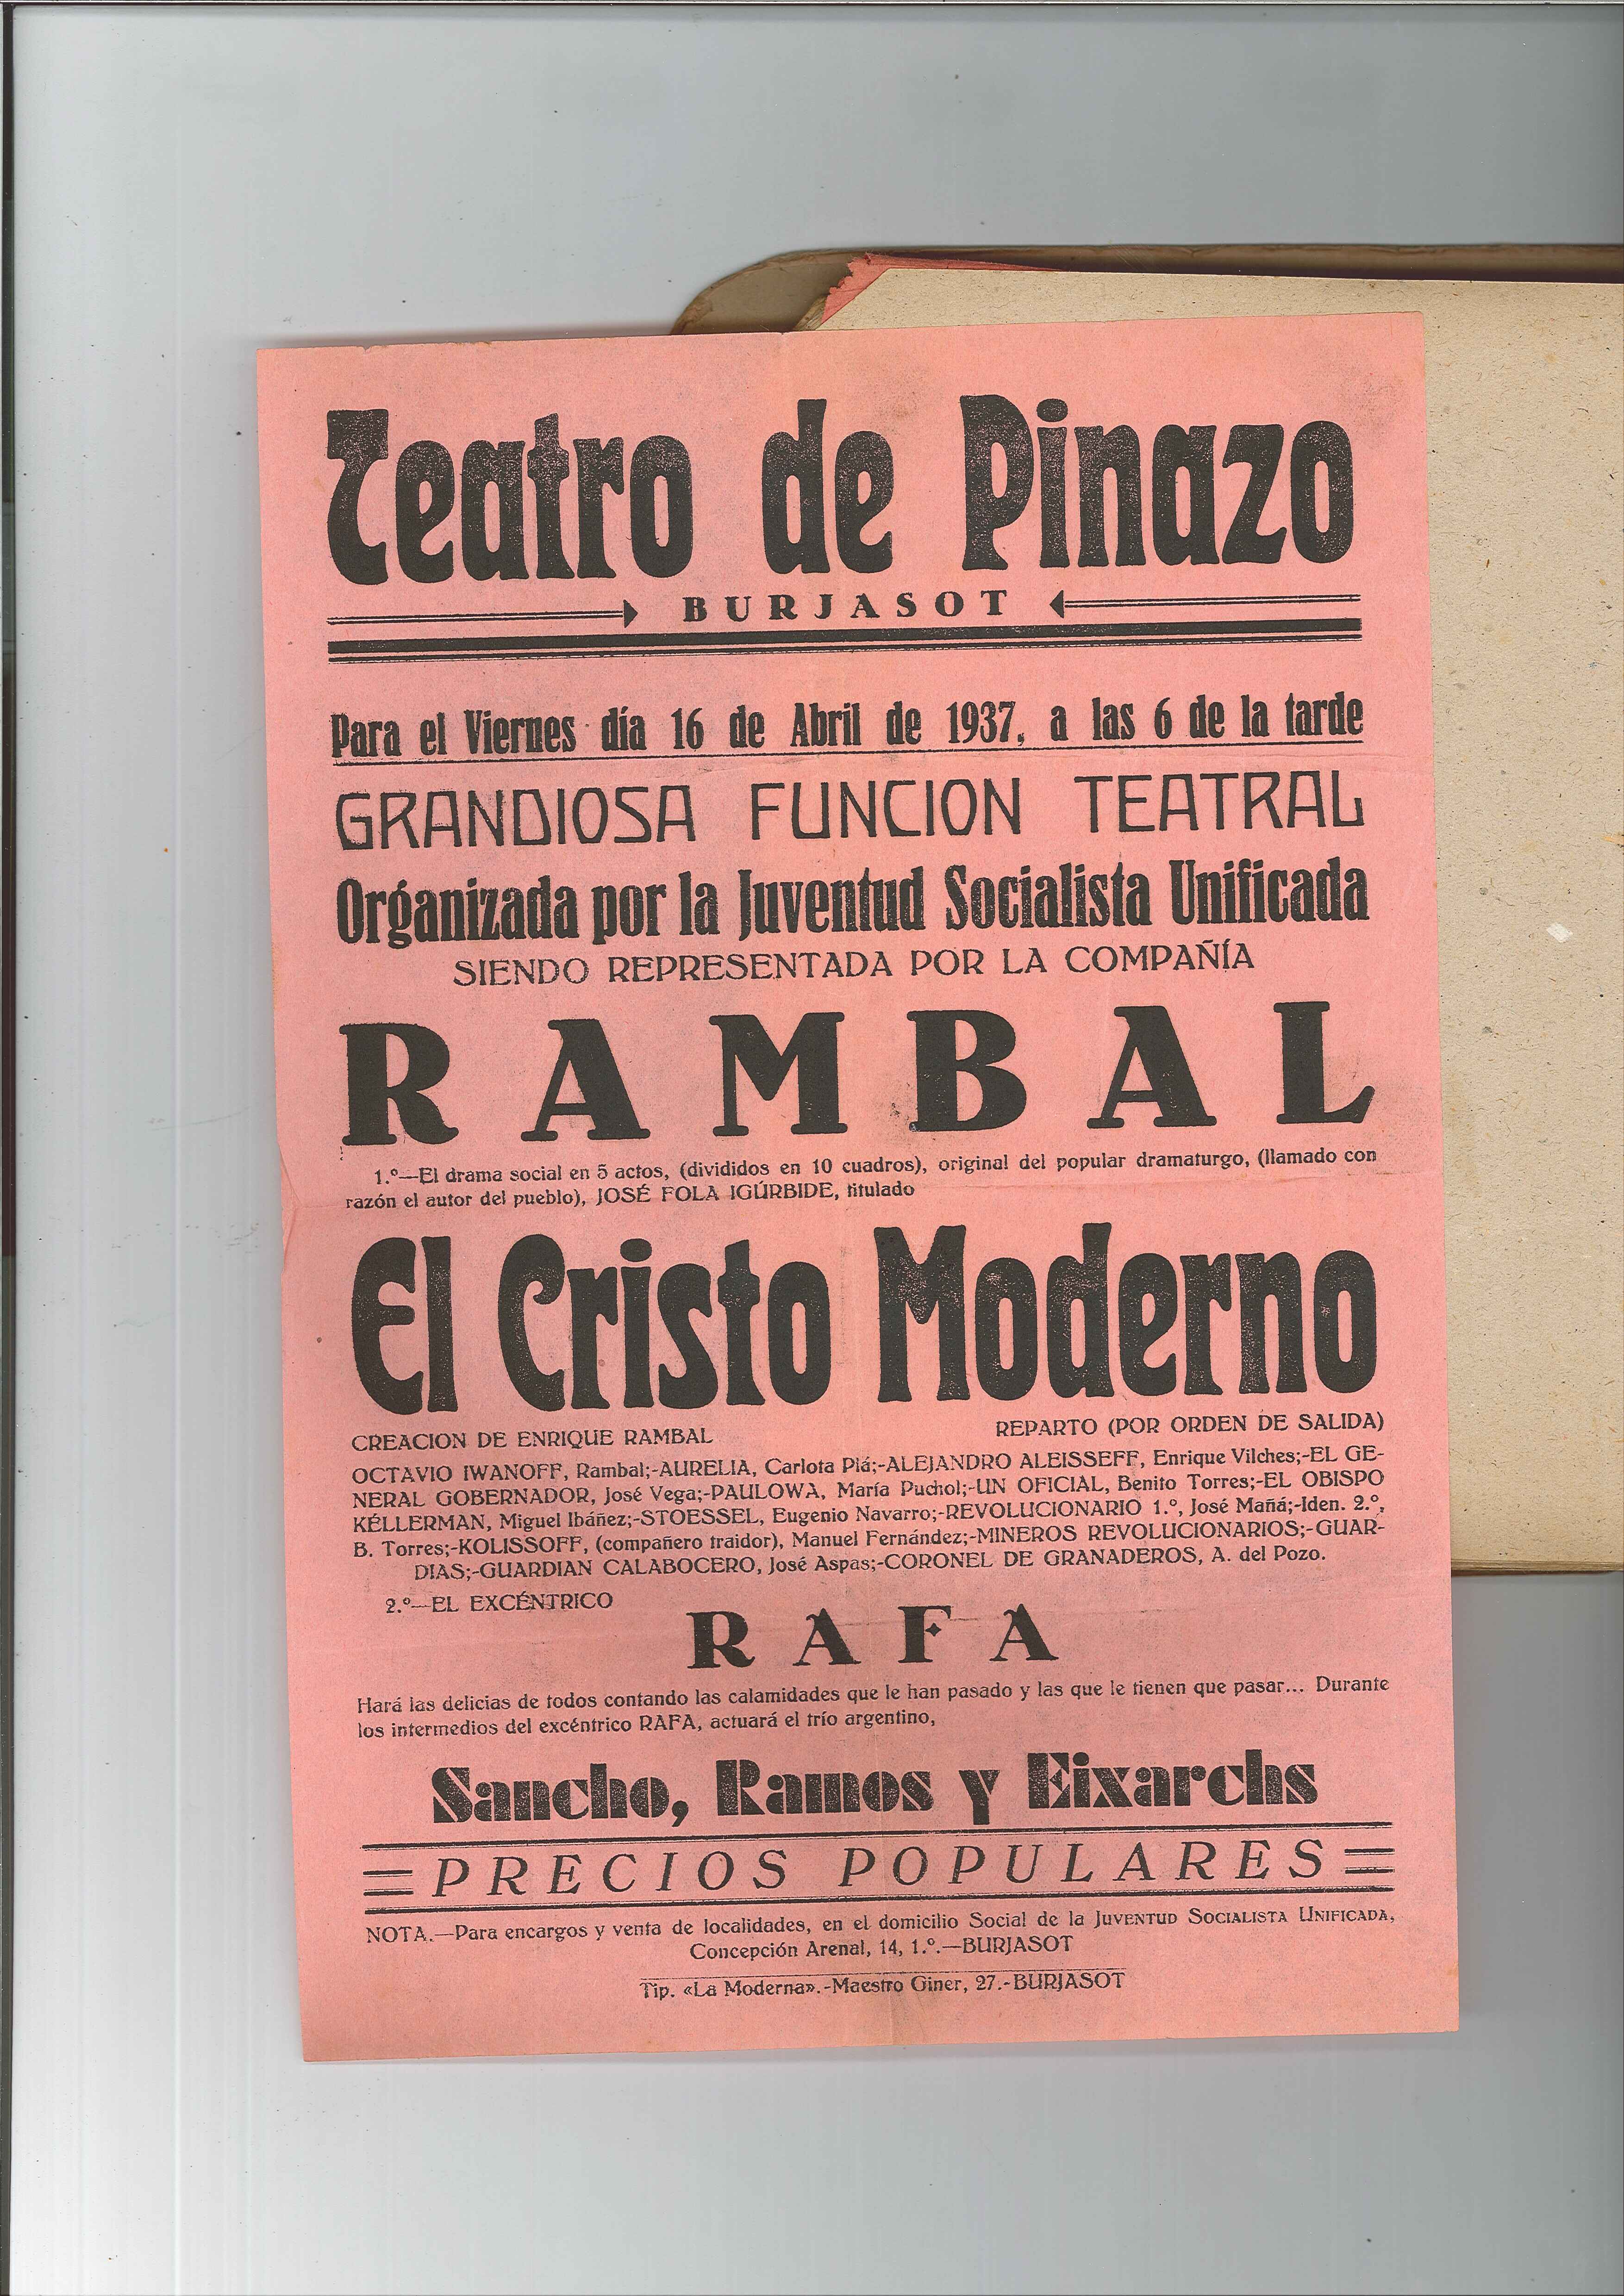 Teatro de Pinazo
BURJASOT
Para el Viernes día 16 de Abril de 1937, a las 6 de la tarde
GRANDIOSA FUNCION TEATRAL
Organizada por la Juventud Socialista Unificada
SIENDO REPRESENTADA POR LA COMPAÑÍA
RAMBAL
1.º—El drama social en 5 actos, (divididos en 10 cuadros), original del popular dramaturgo, (llamado con
razón el autor del pueblo), JOSÉ FOLA IGÚRBIDE, titulado
El Cristo Moderno
CREACION DE ENRIQUE RAMBAL
REPARTO (POR ORDEN DE SALIDA)
OCTAVIO IWANOFF, Rambal;-AURELIA, Carlota Plá;-ALEJANDRO ALEISSEFF, Enrique Vilches;-EL GE-
NERAL GOBERNADOR, José Vega;-PAULOWA, María Puchol;-UN OFICIAL, Benito Torres;-EL OBISPO
KÉLLERMAN, Miguel Ibáñez;-STOESSEL, Eugenio Navarro;-REVOLUCIONARIO 1.º, José Mañá;-Iden. 2.º,
B. Torres;-KOLISSOFF, (compañero traidor), Manuel Fernández;-MINEROS REVOLUCIONARIOS;-GUAR-
DIAS;-GUARDIAN CALABOCERO, José Aspas;-CORONEL DE GRANADEROS, A. del Pozo.
2.º—EL EXCÉNTRICO
RAFA
Hará las delicias de todos contando las calamidades que le han pasado y las que le tienen que pasar... Durante
los intermedios del excéntrico RAFA, actuará el trío argentino,
Sancho, Ramos y Eixarchs
PRECIOS POPULARES
NOTA.—Para encargos y venta de localidades, en el domicilio Social de la JUVENTUD SOCIALISTA UNIFICADA,
Concepción Arenal, 14, 1.º.—BURJASOT
Tip. «La Moderna».-Maestro Giner, 27.-BURJASOT